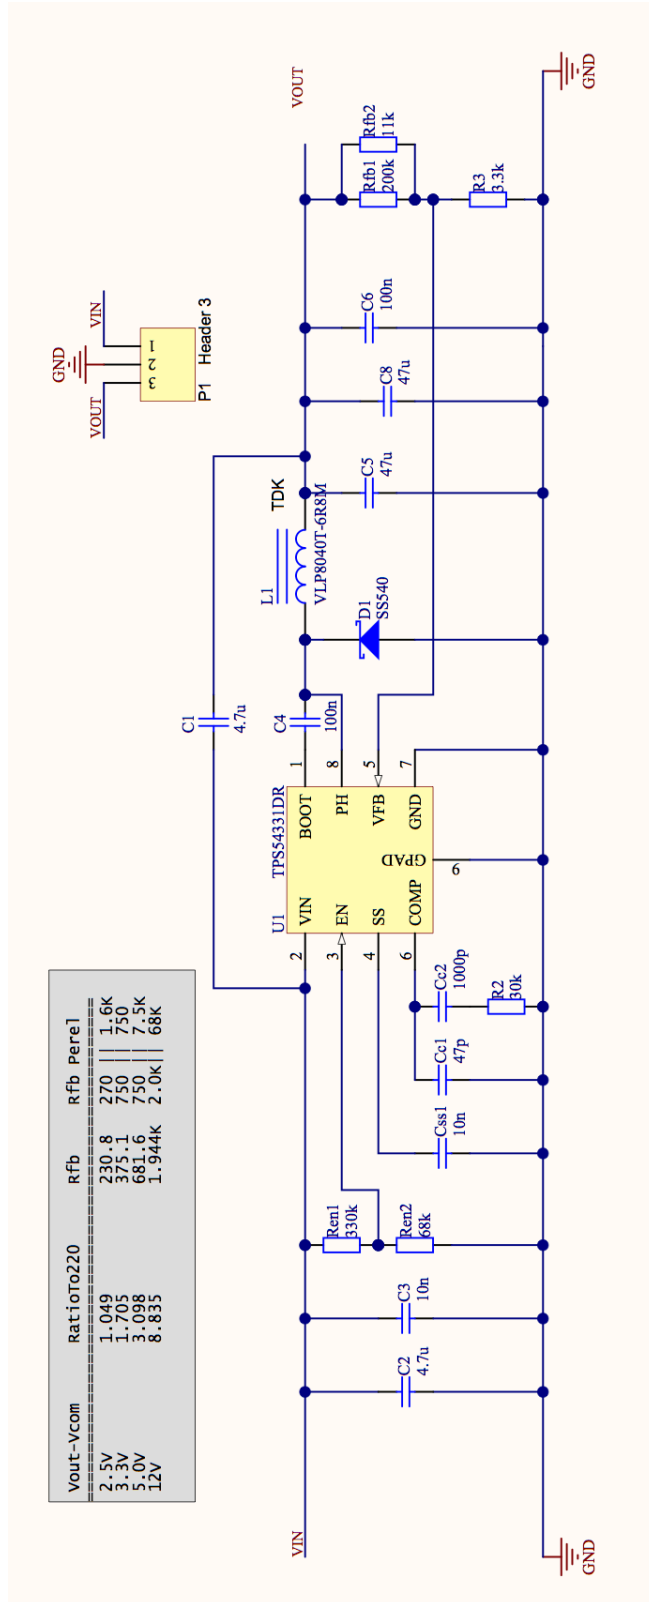 Vout-Vcom RatioTo220 Rfb Rfb Perel
==========================================================
2.5V 1.049 230.8 270 || 1.6K
3.3V 1.705 375.1 750 || 750
5.0V 3.098 681.6 750 || 7.5K
12V 8.835 1.944K 2.0K|| 68K
GND
VOUT
VIN
3
2
1
P1
Header 3
C1
4.7u
VIN
VOUT
C2
4.7u
C3
10n
Ren1
330k
Ren2
68k
Css1
10n
Cc1
47p
Cc2
1000p
R2
30k
U1
TPS54331DR
2
VIN
BOOT
1
3
EN
PH
8
4
SS
VFB
5
6
COMP
GND
7
GPAD
9
C4
100n
D1
SS540
L1
TDK
VLP8040T-6R8M
C5
47u
C8
47u
C6
100n
Rfb1
200k
Rfb2
11k
R3
3.3k
GND
GND